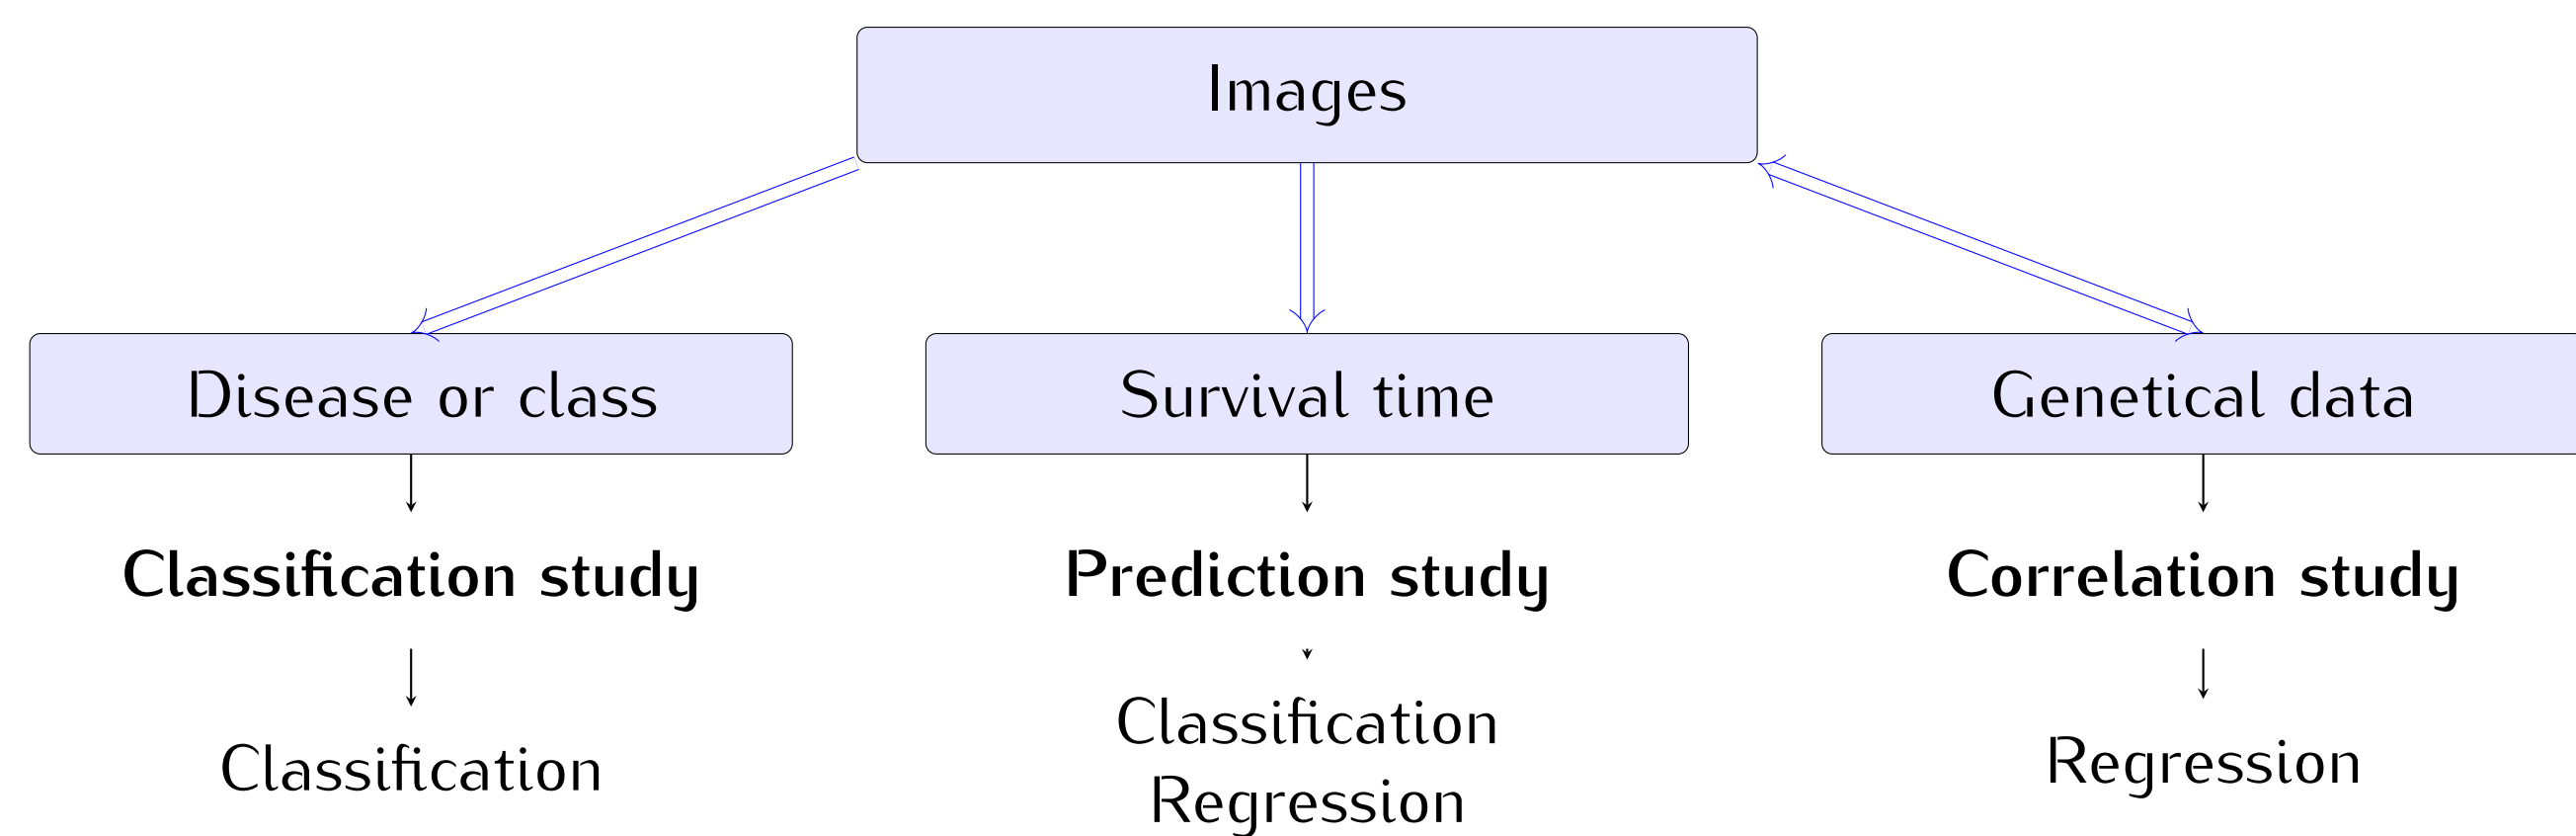 Images
Disease or class
Survival time
Genetical data
Classification study
Prediction study
Correlation study
Classification
Classification
Regression
Regression